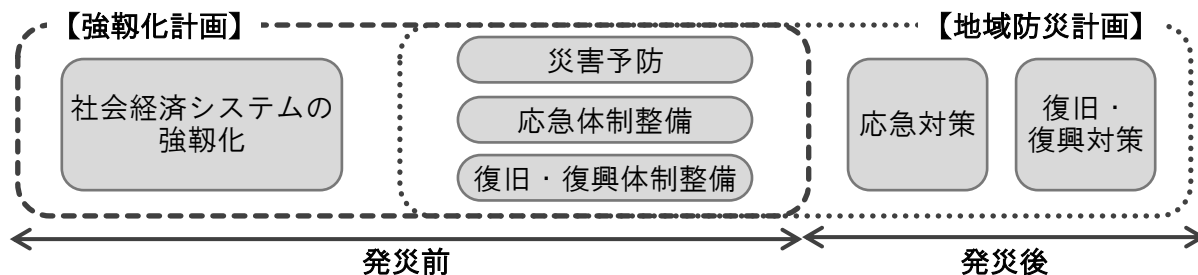 【強靱化計画】
【地域防災計画】
社会経済システムの
強靱化
災害予防
応急体制整備
復旧・復興体制整備
応急対策
復旧・
復興対策
発災前
発災後